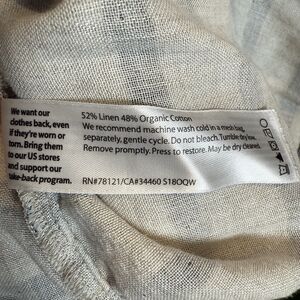 We want our
clothes back, even
if they're worn or
torn. Bring them
to our US stores
and support our
take-back program.
52% Linen 48% Organic Cotton
We recommend machine wash cold in a mesh bag,
separately, gentle cycle. Do not bleach. Tumble dry low.
Remove promptly. Press to restore. May be dry cleaned.
RN#78121/CA#34460 S18OQW